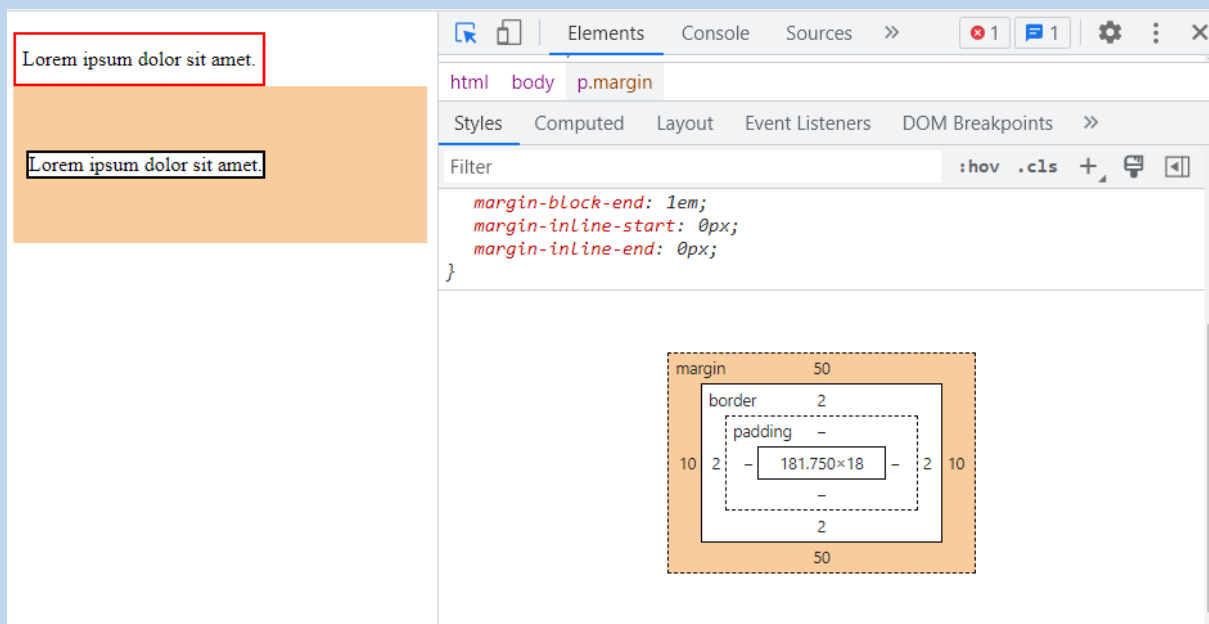 Lorem ipsum dolor sit amet.
Lorem ipsum dolor sit amet.
Elements Console Sources » 1 1
html body p.margin
Styles Computed Layout Event Listeners DOM Breakpoints »
Filter :hov .cls +
margin-block-end: 1em;
margin-inline-start: 0px;
margin-inline-end: 0px;
}
margin 50
border 2
padding –
10 2 – 181.750×18 – 2 10
–
2
50